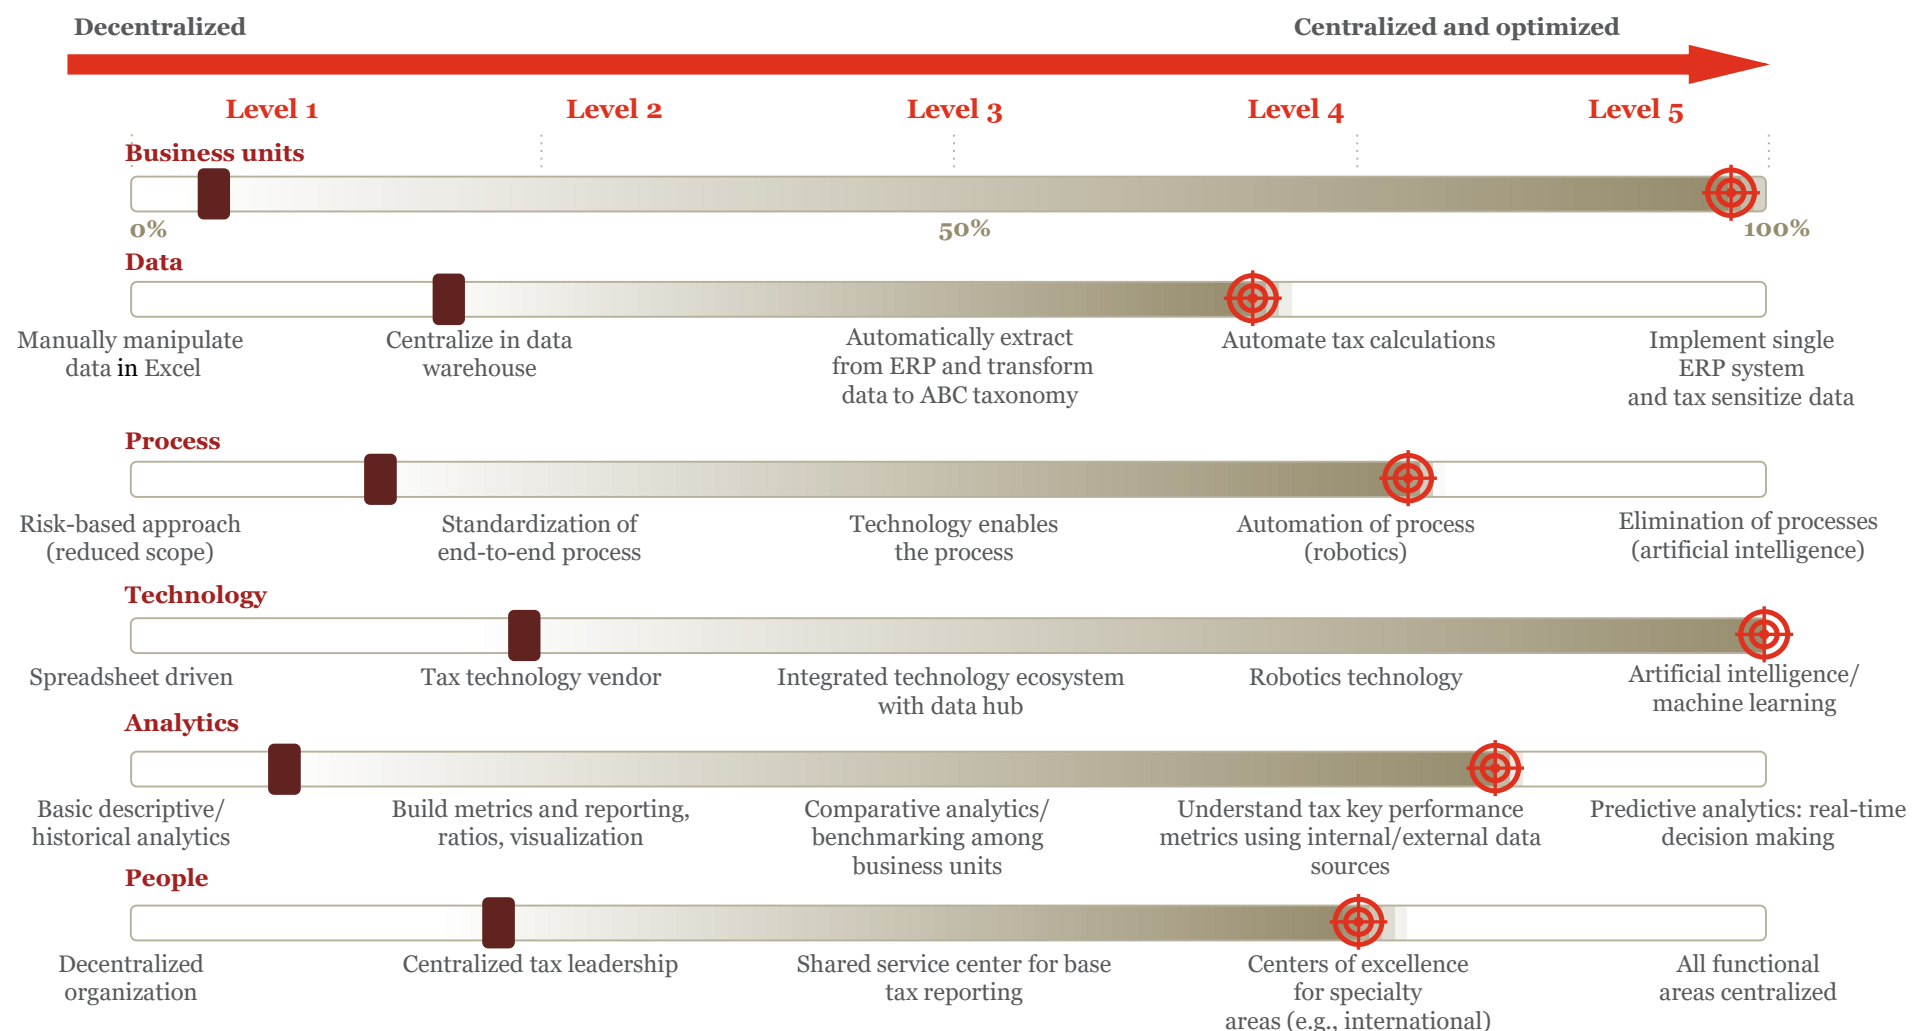 Decentralized
Centralized and optimized
Level 1
Level 2
Level 3
Level 4
Level 5
Business units
0%
50%
100%
Data
Manually manipulate
data in Excel
Centralize in data
warehouse
Automatically extract
from ERP and transform
data to ABC taxonomy
Automate tax calculations
Implement single
ERP system
and tax sensitize data
Process
Risk-based approach
(reduced scope)
Standardization of
end-to-end process
Technology enables
the process
Automation of process
(robotics)
Elimination of processes
(artificial intelligence)
Technology
Spreadsheet driven
Tax technology vendor
Integrated technology ecosystem
with data hub
Robotics technology
Artificial intelligence/
machine learning
Analytics
Basic descriptive/
historical analytics
Build metrics and reporting,
ratios, visualization
Comparative analytics/
benchmarking among
business units
Understand tax key performance
metrics using internal/external data
sources
Predictive analytics: real-time
decision making
People
Decentralized
organization
Centralized tax leadership
Shared service center for base
tax reporting
Centers of excellence
for specialty
areas (e.g., international)
All functional
areas centralized